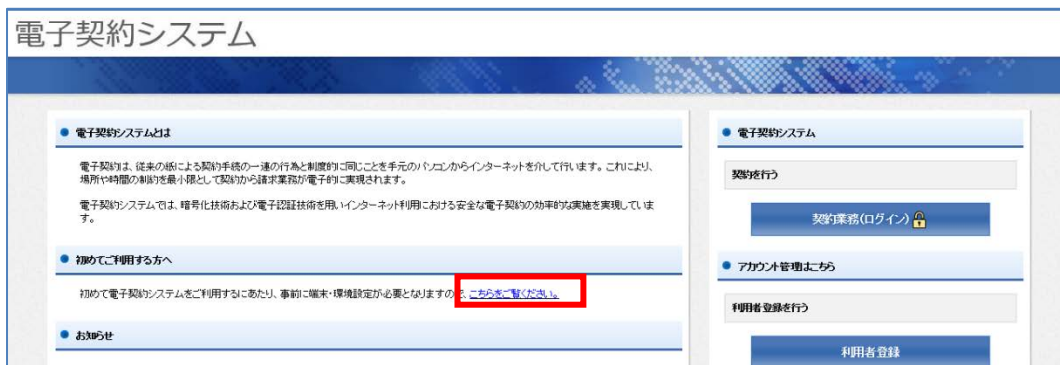 電子契約システム
電子契約システムとは
電子契約は、従来の紙による契約手続の一連の行為と制度的に同じことを手元のパソコンからインターネットを介して行います。これにより、
場所や時間の制約を最小限として契約から請求業務が電子的に実現されます。
電子契約システムでは、暗号化技術および電子認証技術を用いインターネット利用における安全な電子契約の効率的な実施を実現していま
す。
初めてご利用する方へ
初めて電子契約システムをご利用するにあたり、事前に端末・環境設定が必要となりますので、こちらをご覧ください。
お知らせ
電子契約システム
契約を行う
契約業務(ログイン)
アカウント管理はこちら
利用者登録を行う
利用者登録